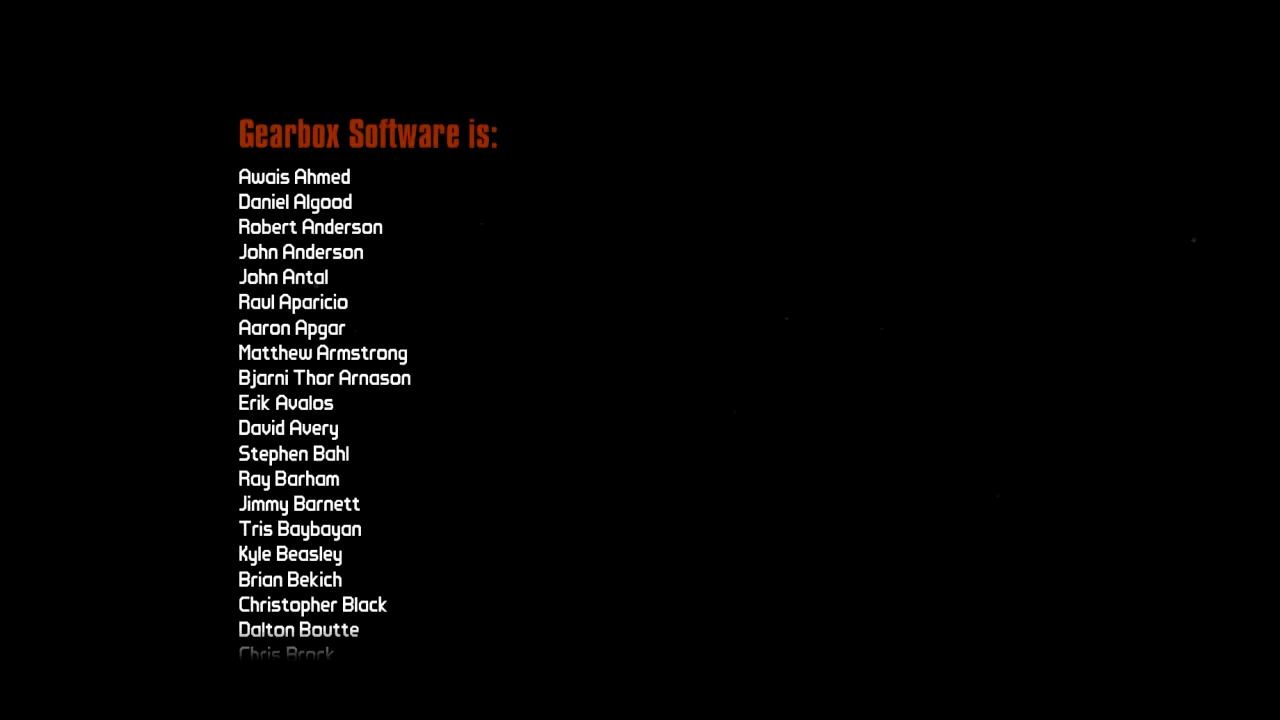 Gearbox Software is:
Awais Ahmed
Daniel Algood
Robert Anderson
John Anderson
John Antal
Raul Aparicio
Aaron Apgar
Matthew Armstrong
Bjarni Thor Arnason
Erik Avalos
David Avery
Stephen Bahl
Ray Barham
Jimmy Barnett
Tris Baybayan
Kyle Beasley
Brian Bekich
Christopher Black
Dalton Boutte
Chris Brock